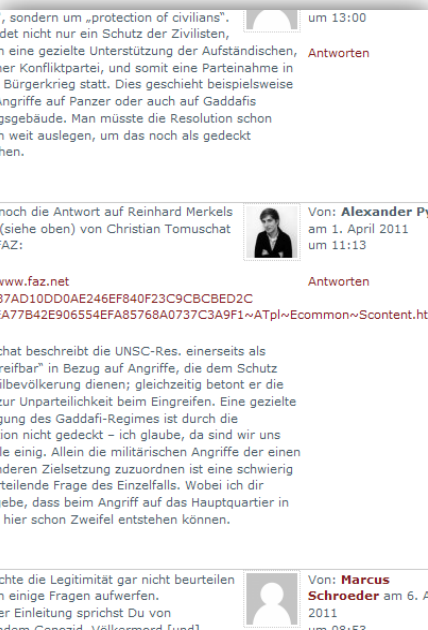 sondern um „protection of civilians“.
um 13:00
det nicht nur ein Schutz der Zivilisten,
eine gezielte Unterstützung der Aufständischen,
Antworten
Konfliktpartei, und somit eine Parteinahme in
Bürgerkrieg statt. Dies geschieht beispielsweise
Angriffe auf Panzer oder auch auf Gaddafis
gsgebäude. Man müsste die Resolution schon
weit auslegen, um das noch als gedeckt
hen.
noch die Antwort auf Reinhard Merkels
(siehe oben) von Christian Tomuschat
FAZ:
Von: Alexander Py
am 1. April 2011
um 11:13
www.faz.net
Antworten
37AD10DD0AE246EF840F23C9CBCBED2C
EA77B42E906554EFA85768A0737C3A9F1~ATpl~Ecommon~Scontent.ht
chat beschreibt die UNSC-Res. einerseits als
reifbar“ in Bezug auf Angriffe, die dem Schutz
ilbevölkerung dienen; gleichzeitig betont er die
zur Unparteilichkeit beim Eingreifen. Eine gezielte
gung des Gaddafi-Regimes ist durch die
tion nicht gedeckt – ich glaube, da sind wir uns
le einig. Allein die militärischen Angriffe der einen
nderen Zielsetzung zuzuordnen ist eine schwierig
rteilende Frage des Einzelfalls. Wobei ich dir
gebe, dass beim Angriff auf das Hauptquartier in
hier schon Zweifel entstehen können.
chte die Legitimität gar nicht beurteilen
einige Fragen aufwerfen.
er Einleitung sprichst Du von
Genozid, Völkermord [und]
Von: Marcus
Schroeder am 6. A
2011
um 08:53